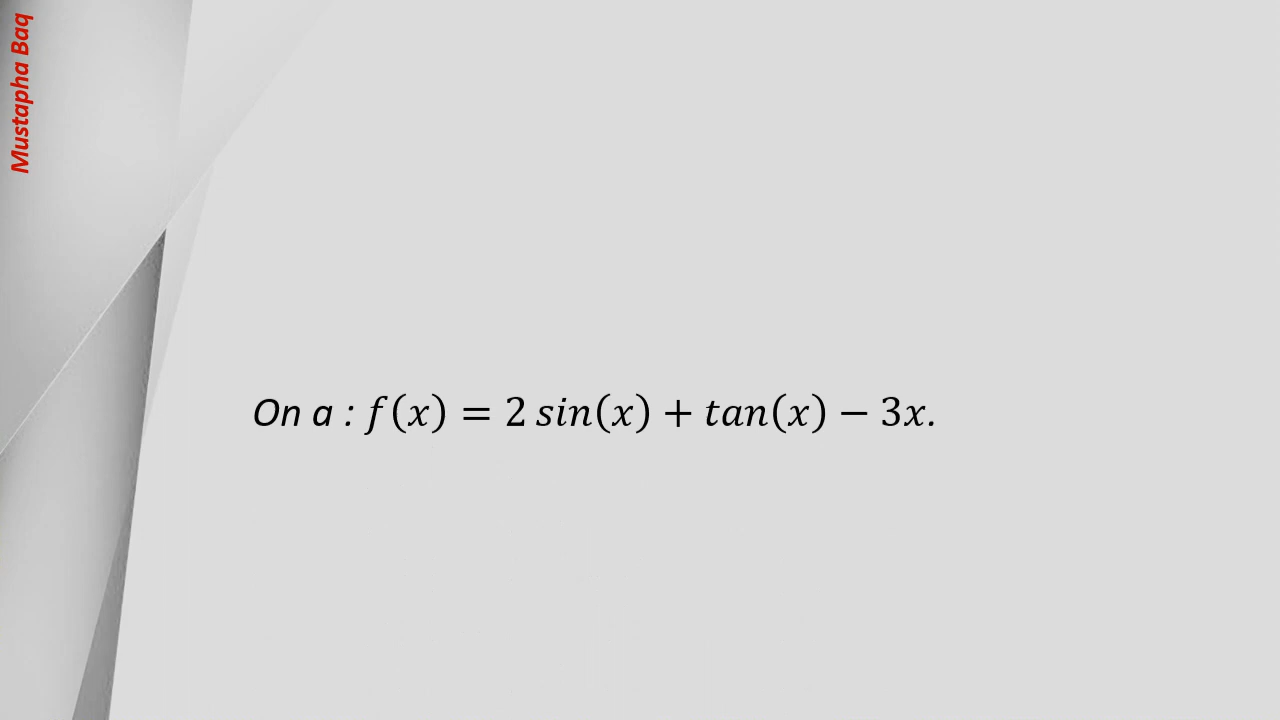 Mustapha Baq
On a : f(x) = 2 sin(x) + tan(x) − 3x.